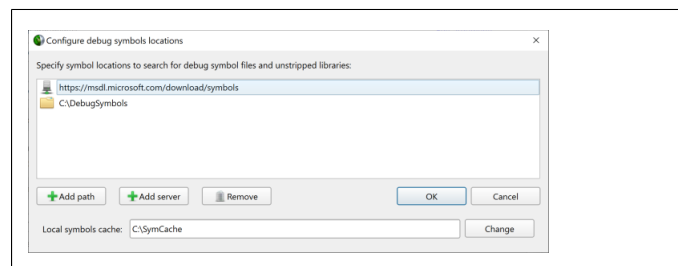 Configure debug symbols locations
Specify symbol locations to search for debug symbol files and unstripped libraries:
https://msdl.microsoft.com/download/symbols
C:\DebugSymbols
Add path Add server Remove OK Cancel
Local symbols cache: C:\SymCache Change